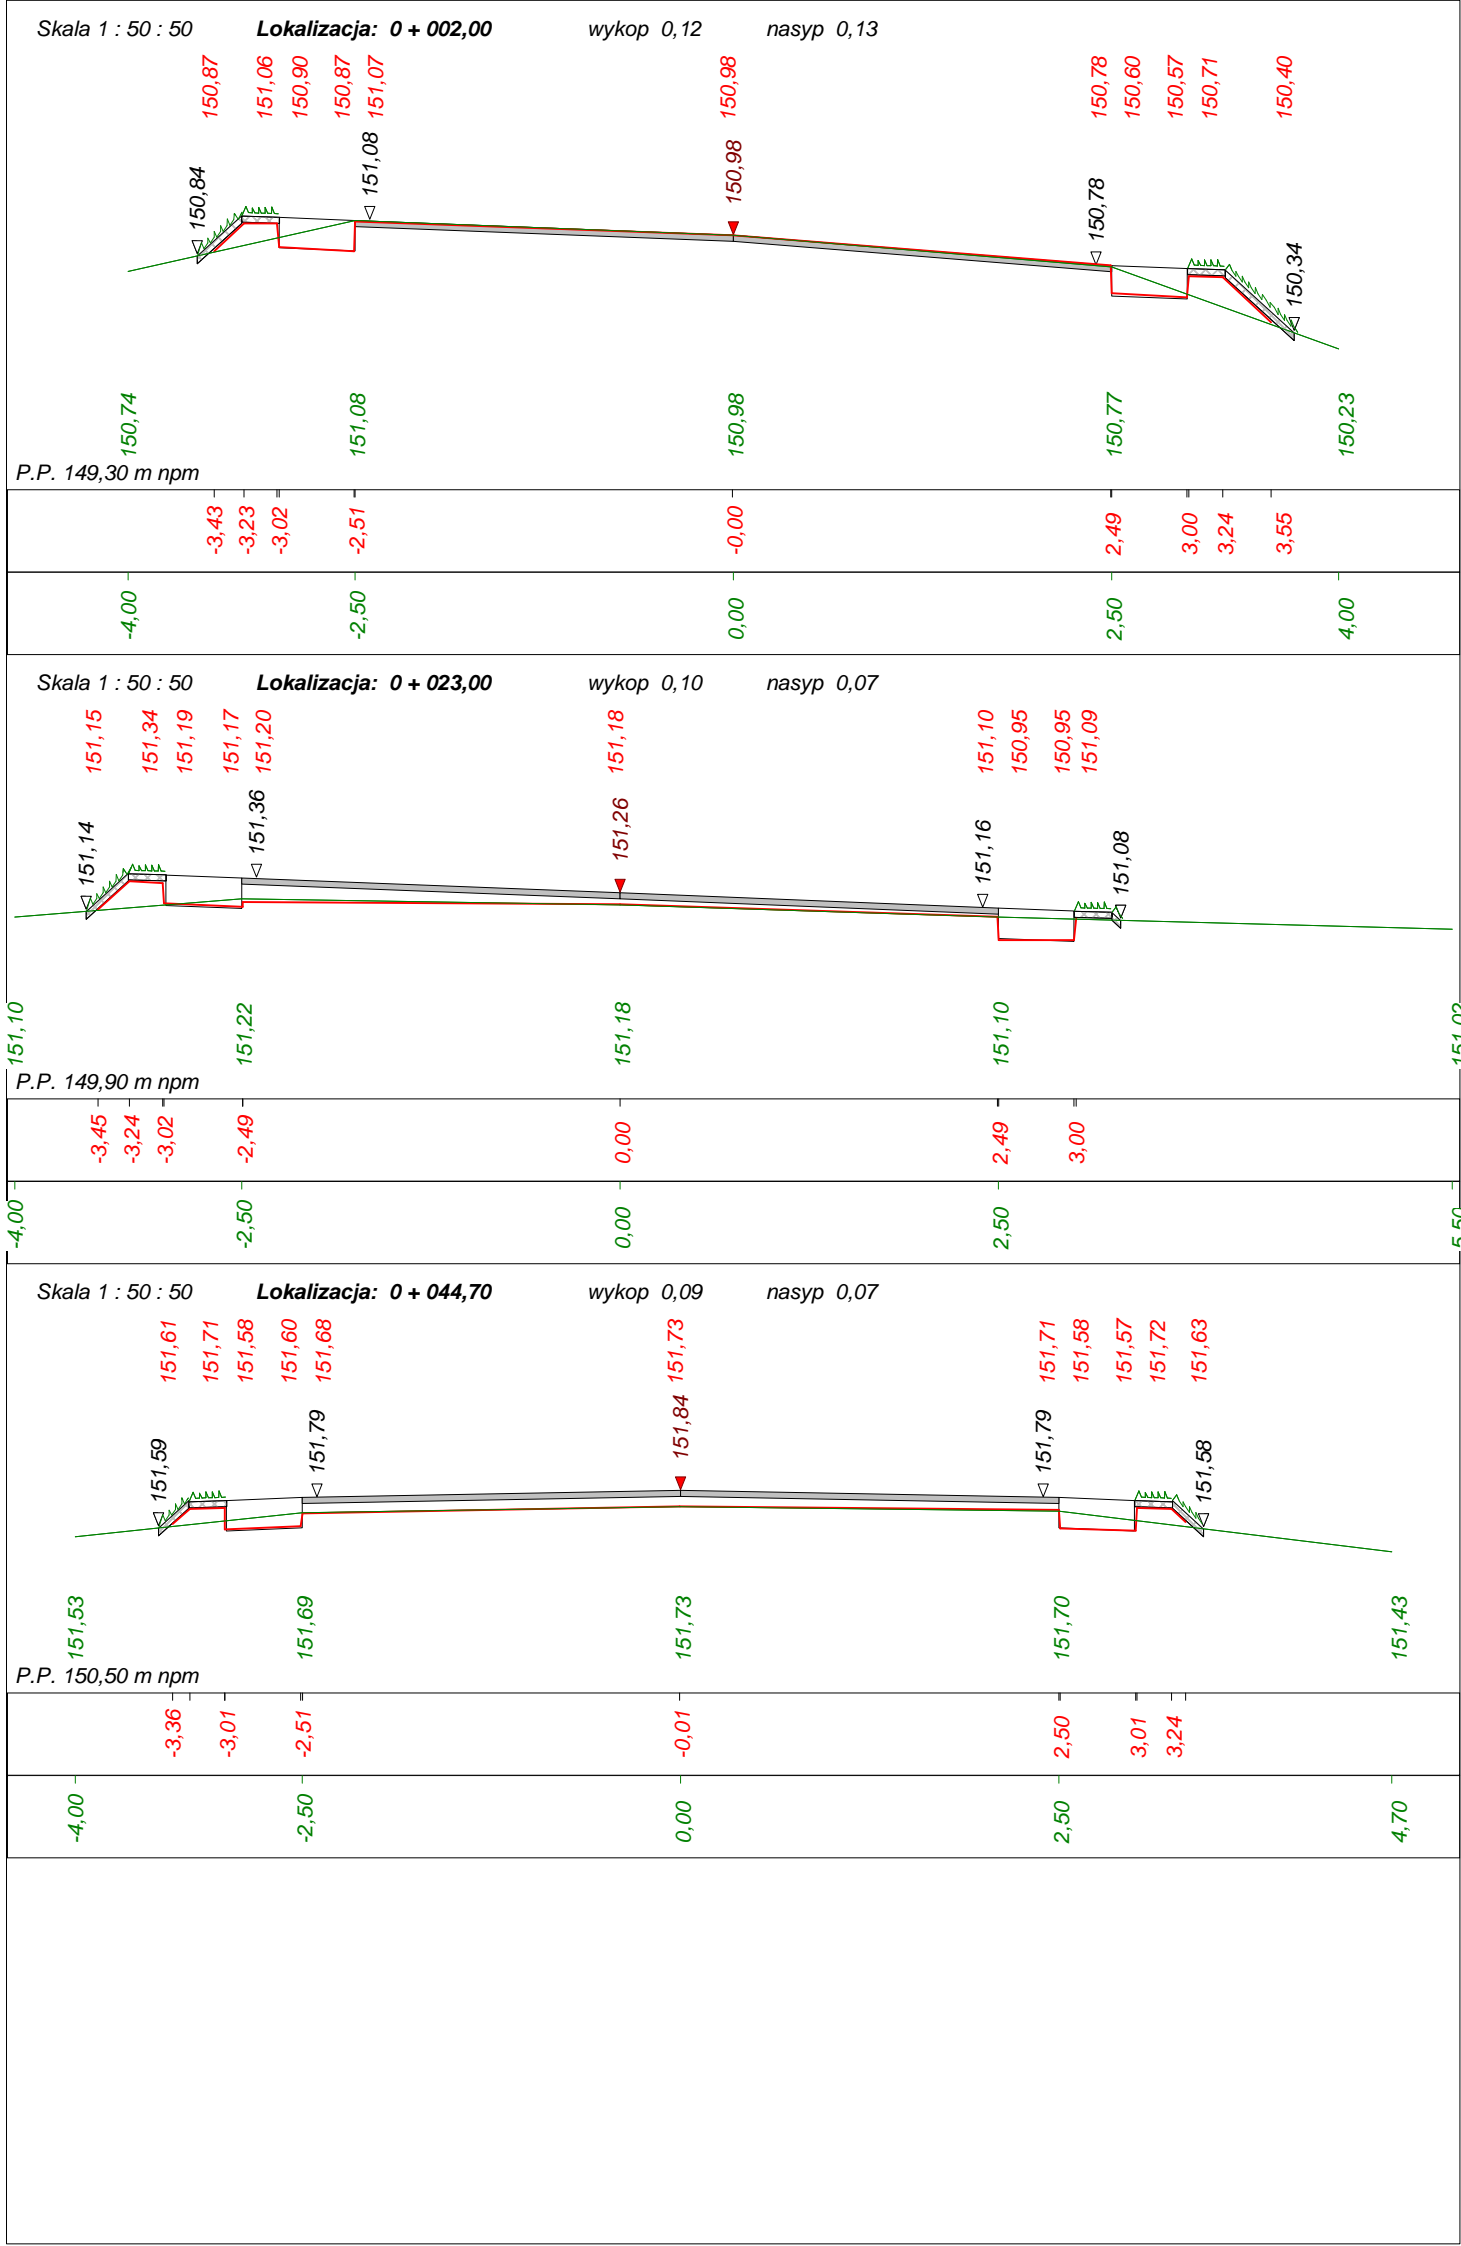 Skala 1 : 50 : 50 Lokalizacja: 0 + 002,00 wykop 0,12 nasyp 0,13
150,87 151,06 150,90 150,87 151,07 150,98 150,78 150,60 150,57 150,71 150,40
150,84 151,08 150,98 150,78 150,34
150,74 151,08 150,98 150,77 150,23
P.P. 149,30 m npm
-3,43 -3,23 -3,02 -2,51 -0,00 2,49 3,00 3,24 3,55
-4,00 -2,50 0,00 2,50 4,00
Skala 1 : 50 : 50 Lokalizacja: 0 + 023,00 wykop 0,10 nasyp 0,07
151,15 151,34 151,19 151,17 151,20 151,18 151,10 150,95 150,95 151,09
151,14 151,36 151,26 151,16 151,08
151,10 151,22 151,18 151,10 151,02
P.P. 149,90 m npm
-3,45 -3,24 -3,02 -2,49 0,00 2,49 3,00
-4,00 -2,50 0,00 2,50 5,50
Skala 1 : 50 : 50 Lokalizacja: 0 + 044,70 wykop 0,09 nasyp 0,07
151,61 151,71 151,58 151,60 151,68 151,73 151,71 151,58 151,57 151,72 151,63
151,59 151,79 151,84 151,79 151,58
151,53 151,69 151,73 151,70 151,43
P.P. 150,50 m npm
-3,36 -3,01 -2,51 -0,01 2,50 3,01 3,24
-4,00 -2,50 0,00 2,50 4,70